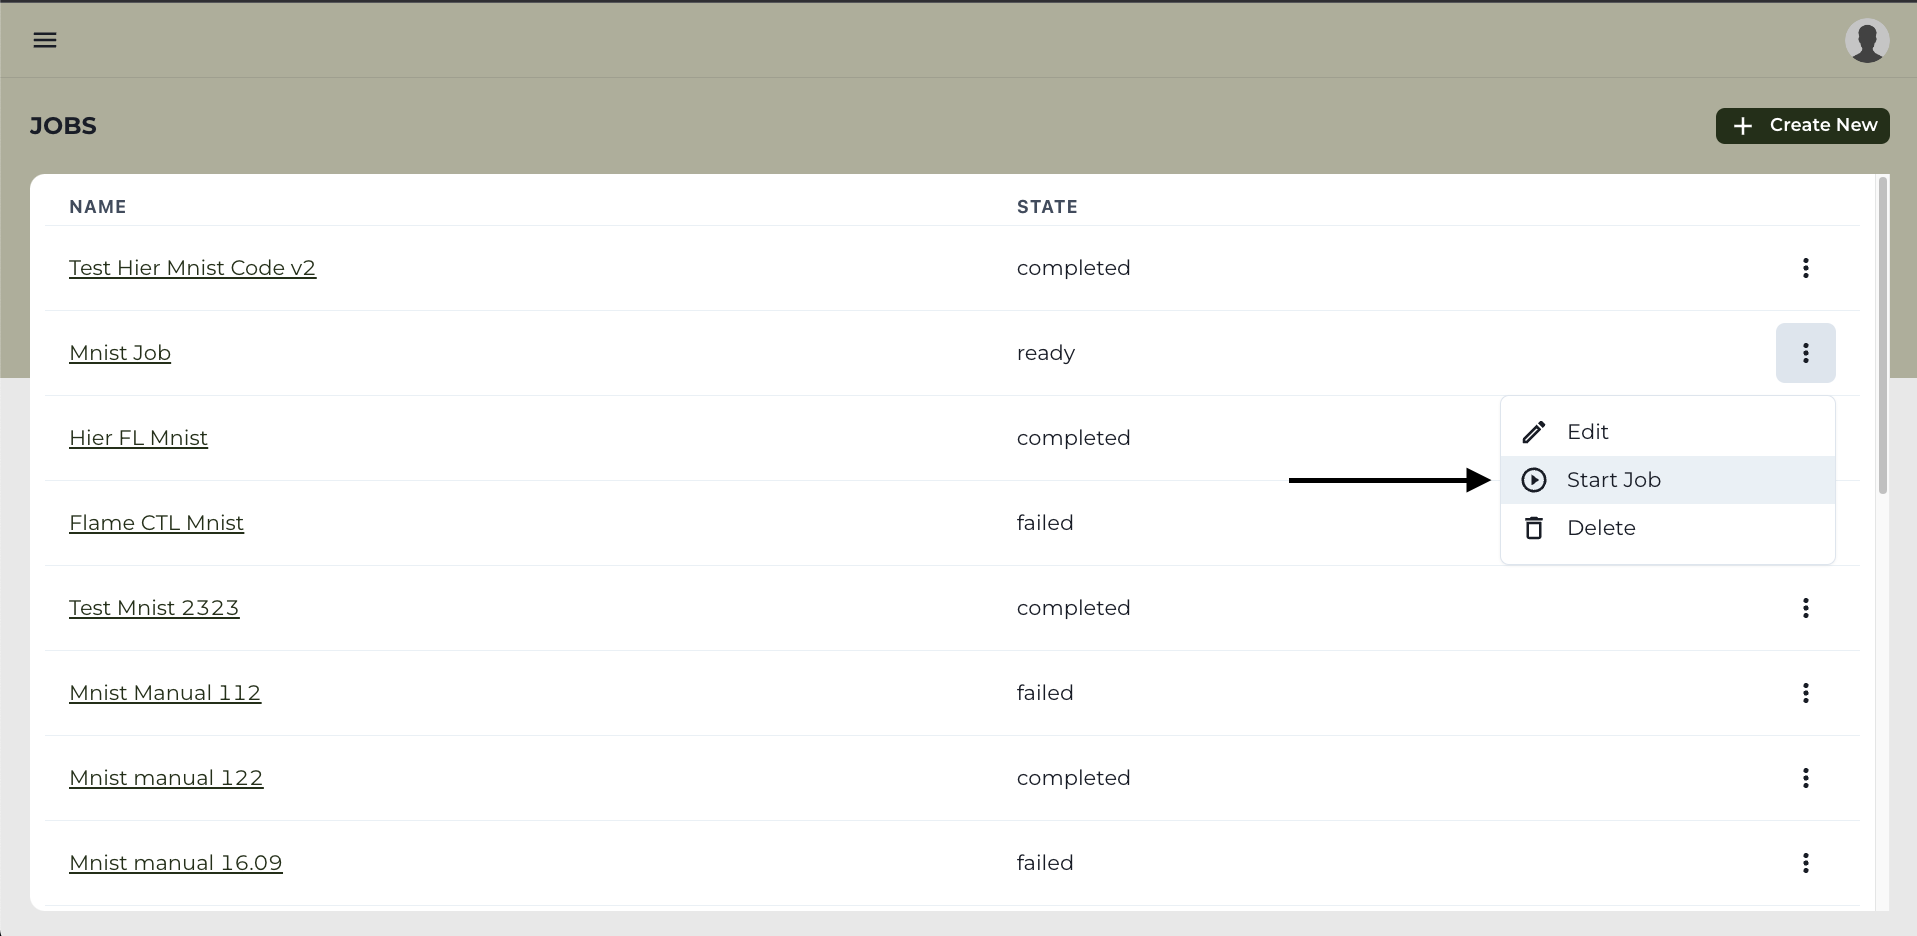 JOBS
Create New
NAME STATE
Test Hier Mnist Code v2 completed
Mnist Job ready
Edit
Hier FL Mnist completed
Start Job
Flame CTL Mnist failed
Delete
Test Mnist 2323 completed
Mnist Manual 112 failed
Mnist manual 122 completed
Mnist manual 16.09 failed